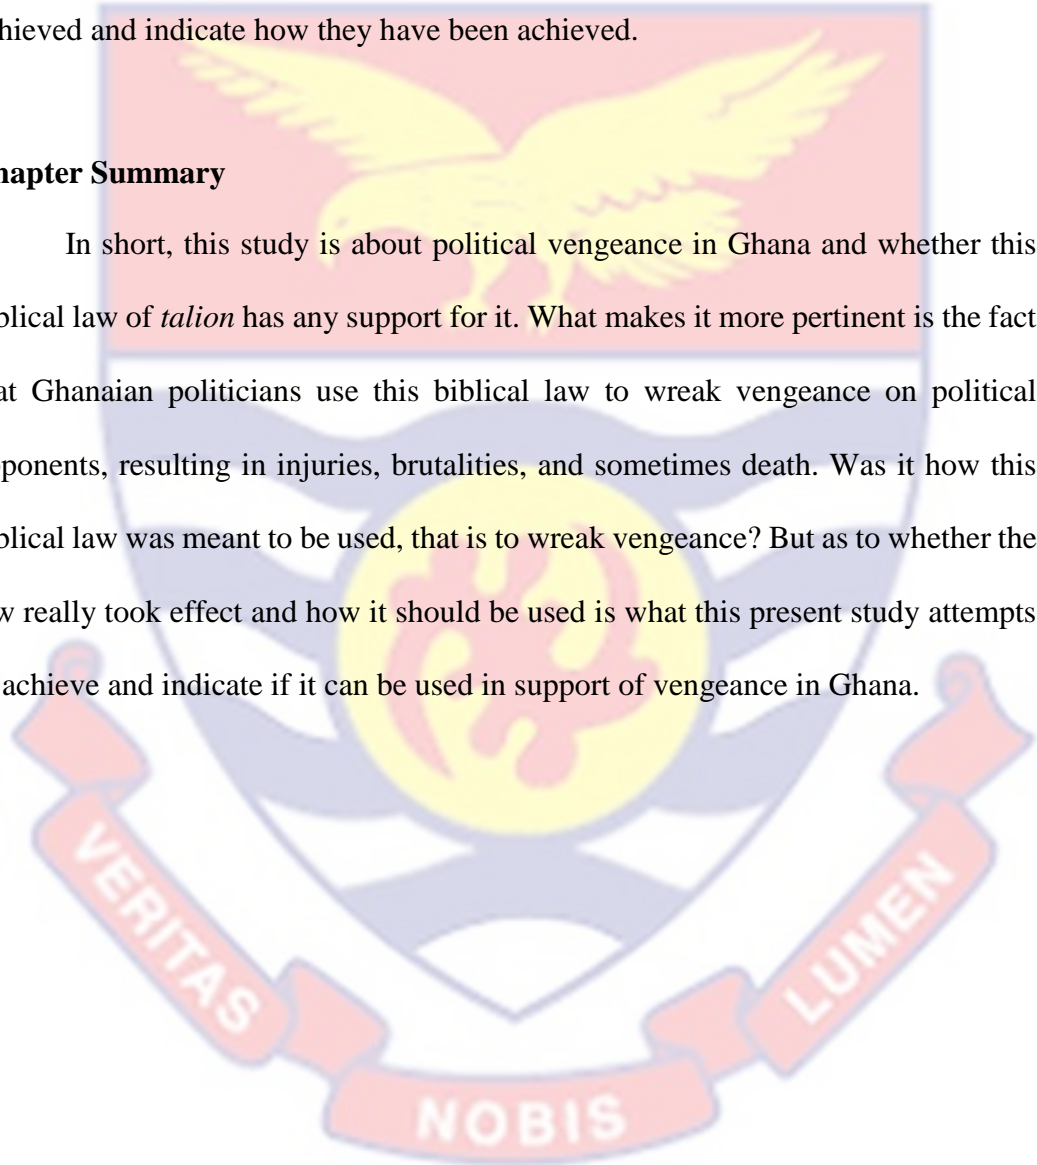 hieved and indicate how they have been achieved.
hapter Summary
In short, this study is about political vengeance in Ghana and whether this
blical law of talion has any support for it. What makes it more pertinent is the fact
at Ghanaian politicians use this biblical law to wreak vengeance on political
ponents, resulting in injuries, brutalities, and sometimes death. Was it how this
blical law was meant to be used, that is to wreak vengeance? But as to whether the
w really took effect and how it should be used is what this present study attempts
achieve and indicate if it can be used in support of vengeance in Ghana.
VERITAS
NOBIS
LUMEN